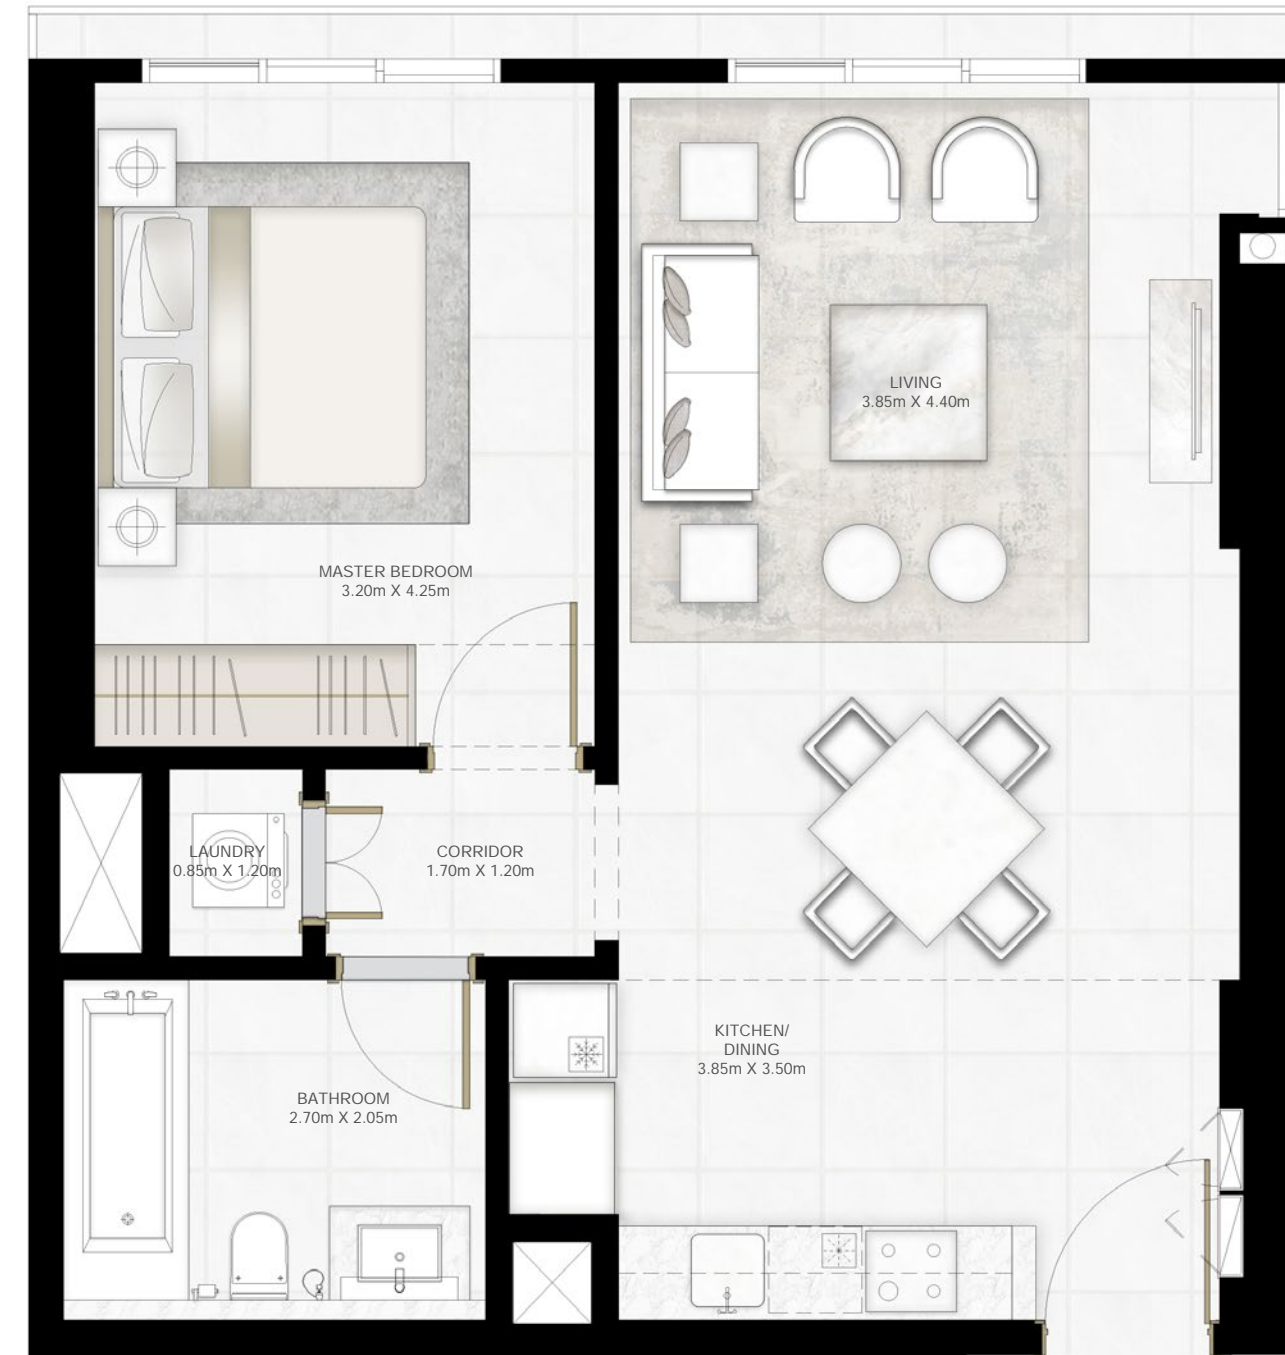 LIVING
3.85m X 4.40m
MASTER BEDROOM
3.20m X 4.25m
LAUNDRY
0.85m X 1.20m
CORRIDOR
1.70m X 1.20m
KITCHEN/
DINING
3.85m X 3.50m
BATHROOM
2.70m X 2.05m